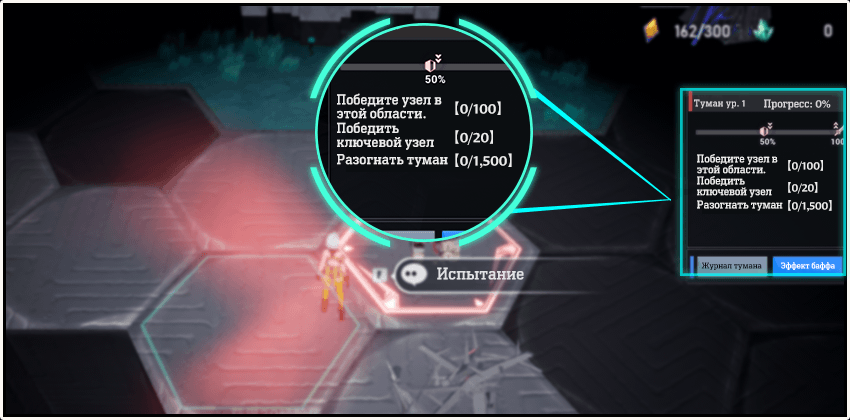 162/300
0
50%
Победите узел в
этой области.
【0/100】
Победить
ключевой узел
【0/20】
Разогнать туман【0/1,500】
Туман ур. 1
Прогресс: 0%
50%
100
Победите узел в
этой области.
【0/100】
Победить
ключевой узел
【0/20】
Разогнать туман【0/1,500】
Журнал тумана
Эффект баффа
F
Испытание